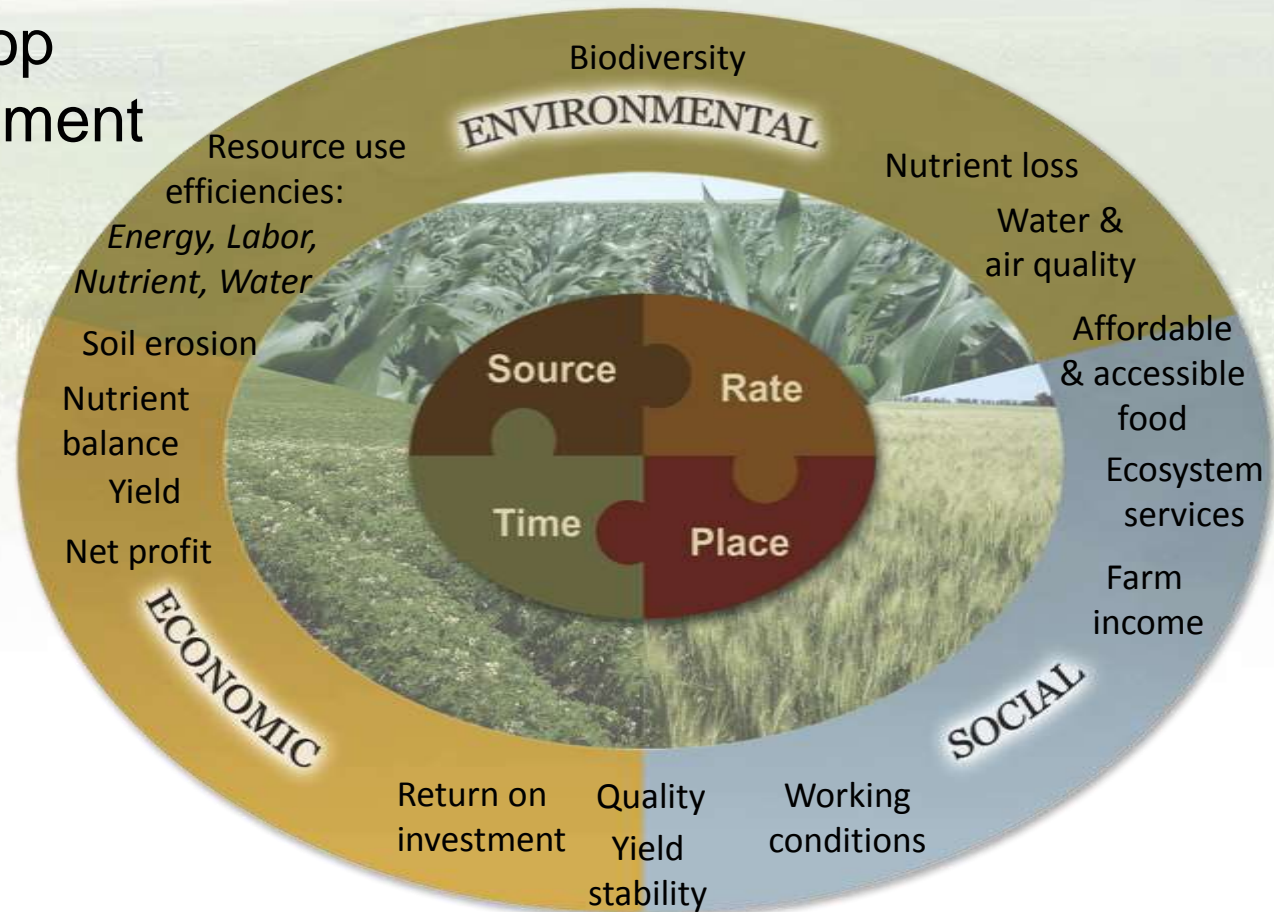 Biodiversity
ENVIRONMENTAL
Resource use
efficiencies:
Energy, Labor,
Nutrient, Water
Nutrient loss
Water &
air quality
Soil erosion
Nutrient
balance
Yield
Net profit
ECONOMIC
Source
Rate
Time
Place
Affordable
& accessible
food
Ecosystem
services
Farm
income
SOCIAL
Return on
investment
Quality
Yield
stability
Working
conditions